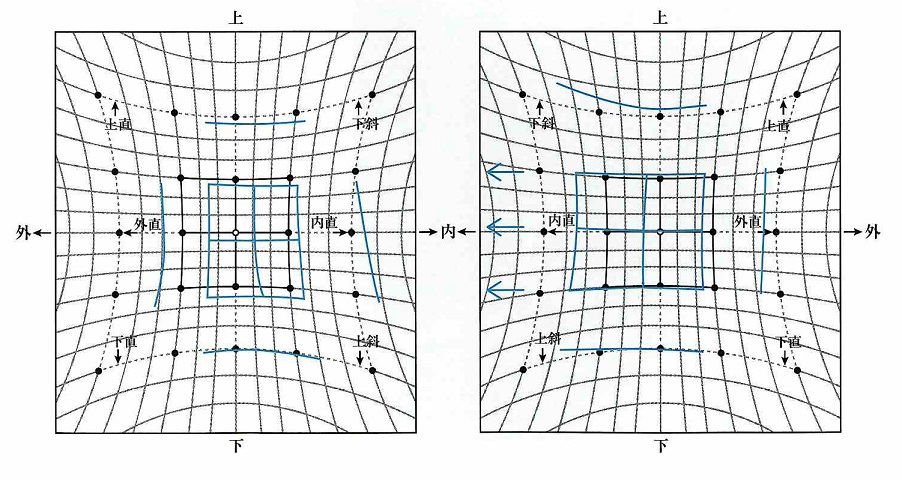 上 上
上直 下斜 下斜 上直
外 外直 内直 内 内直 外直 外
下直 上斜 上斜 下直
下 下